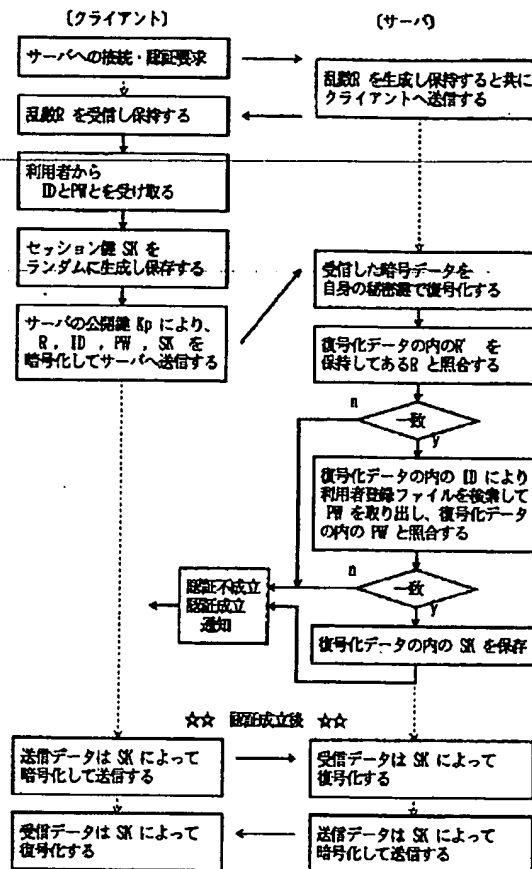 〔クライアント〕
〔サーバ〕
サーバへの接続・認証要求
乱数R を生成し保持すると共に
クライアントへ送信する
乱数R を受信し保持する
利用者から
IDとPWとを受け取る
セッション鍵 SK を
ランダムに生成し保存する
受信した暗号データを
自身の秘密鍵で復号化する
サーバの公開鍵 Kp により、
R , ID , PW , SK を
暗号化してサーバへ送信する
復号化データの内のR' を
保持してあるR と照合する
n
一致
y
復号化データの内の ID により
利用者登録ファイルを検索して
PW を取り出し、復号化データ
の内の PW と照合する
n
一致
y
認証不成立
認証成立
通知
復号化データの内の SK を保存
☆☆ 認証成立後 ☆☆
送信データは SK によって
暗号化して送信する
受信データは SK によって
復号化する
受信データは SK によって
復号化する
送信データは SK によって
暗号化して送信する